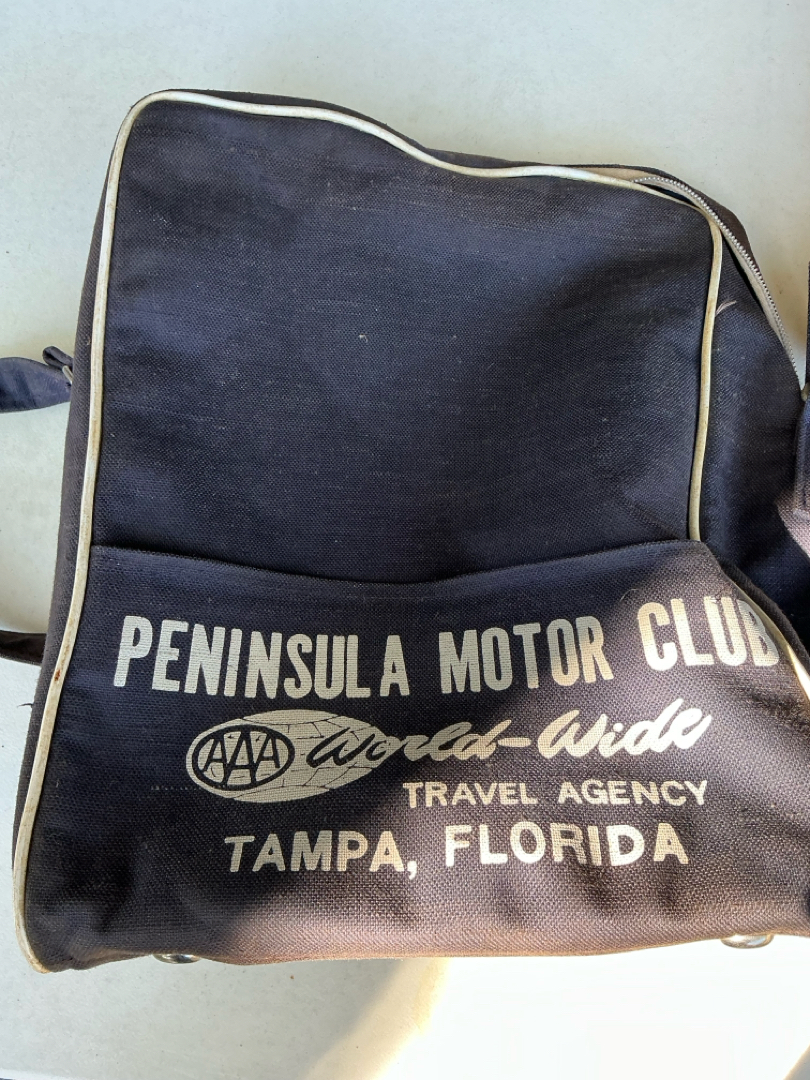 PENINSULA MOTOR CLUB
AAA World-Wide
TRAVEL AGENCY
TAMPA, FLORIDA